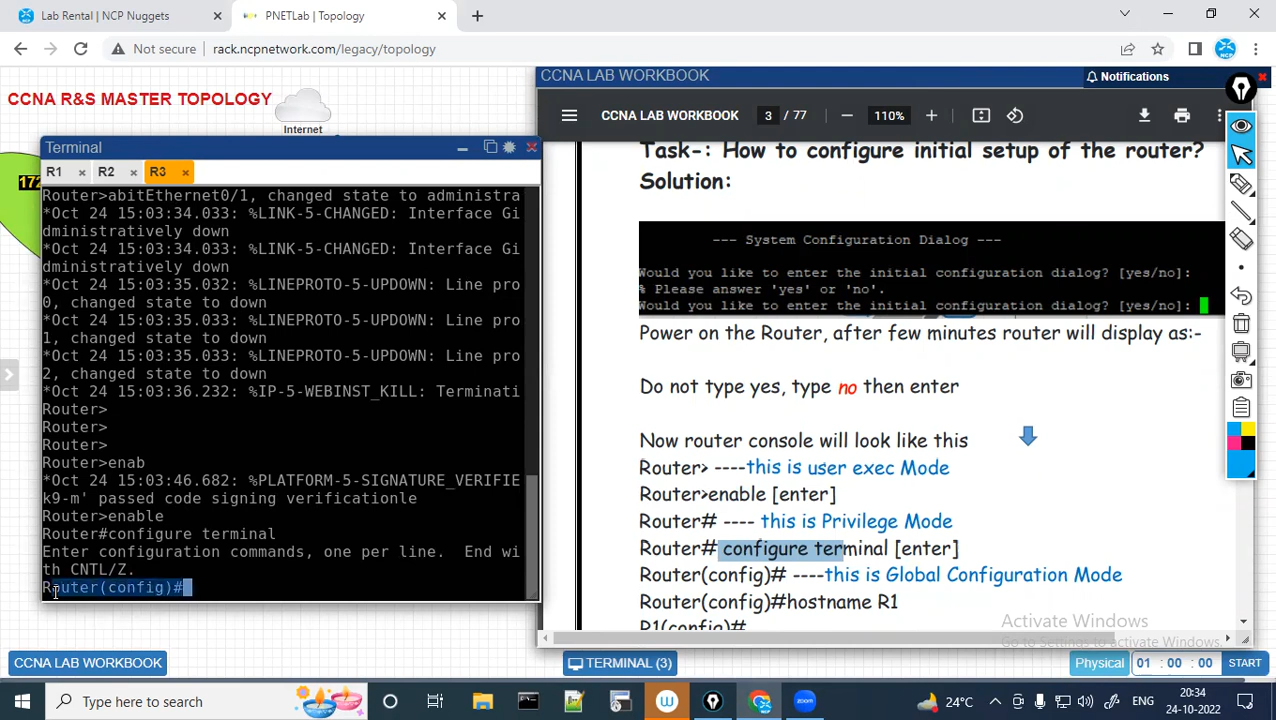 Lab Rental | NCP Nuggets
PNETLab | Topology
Not secure
rack.ncpnetwork.com/legacy/topology
CCNA R&S MASTER TOPOLOGY
Internet
172
Terminal
R1
R2
R3
Router>abitEthernet0/1, changed state to administra
*Oct 24 15:03:34.033: %LINK-5-CHANGED: Interface Gi
dministratively down
*Oct 24 15:03:34.033: %LINK-5-CHANGED: Interface Gi
dministratively down
*Oct 24 15:03:35.032: %LINEPROTO-5-UPDOWN: Line pro
0, changed state to down
*Oct 24 15:03:35.033: %LINEPROTO-5-UPDOWN: Line pro
1, changed state to down
*Oct 24 15:03:35.033: %LINEPROTO-5-UPDOWN: Line pro
2, changed state to down
*Oct 24 15:03:36.232: %IP-5-WEBINST_KILL: Terminati
Router>
Router>
Router>
Router>enab
*Oct 24 15:03:46.682: %PLATFORM-5-SIGNATURE_VERIFIE
k9-m' passed code signing verificationle
Router>enable
Router#configure terminal
Enter configuration commands, one per line. End wi
th CNTL/Z.
Router(config)#
CCNA LAB WORKBOOK
Notifications
CCNA LAB WORKBOOK
3 / 77
110%
Task-: How to configure initial setup of the router?
Solution:
--- System Configuration Dialog ---
Would you like to enter the initial configuration dialog? [yes/no]:
% Please answer 'yes' or 'no'.
Would you like to enter the initial configuration dialog? [yes/no]:
Power on the Router, after few minutes router will display as:-
Do not type yes, type no then enter
Now router console will look like this
Router> ----this is user exec Mode
Router>enable [enter]
Router# ---- this is Privilege Mode
Router# configure terminal [enter]
Router(config)# ----this is Global Configuration Mode
Router(config)#hostname R1
R1(config)#
Activate Windows
Go to Settings to activate Windows.
CCNA LAB WORKBOOK
TERMINAL (3)
Physical
01 : 00 : 00
START
Type here to search
24°C
ENG
20:34
24-10-2022